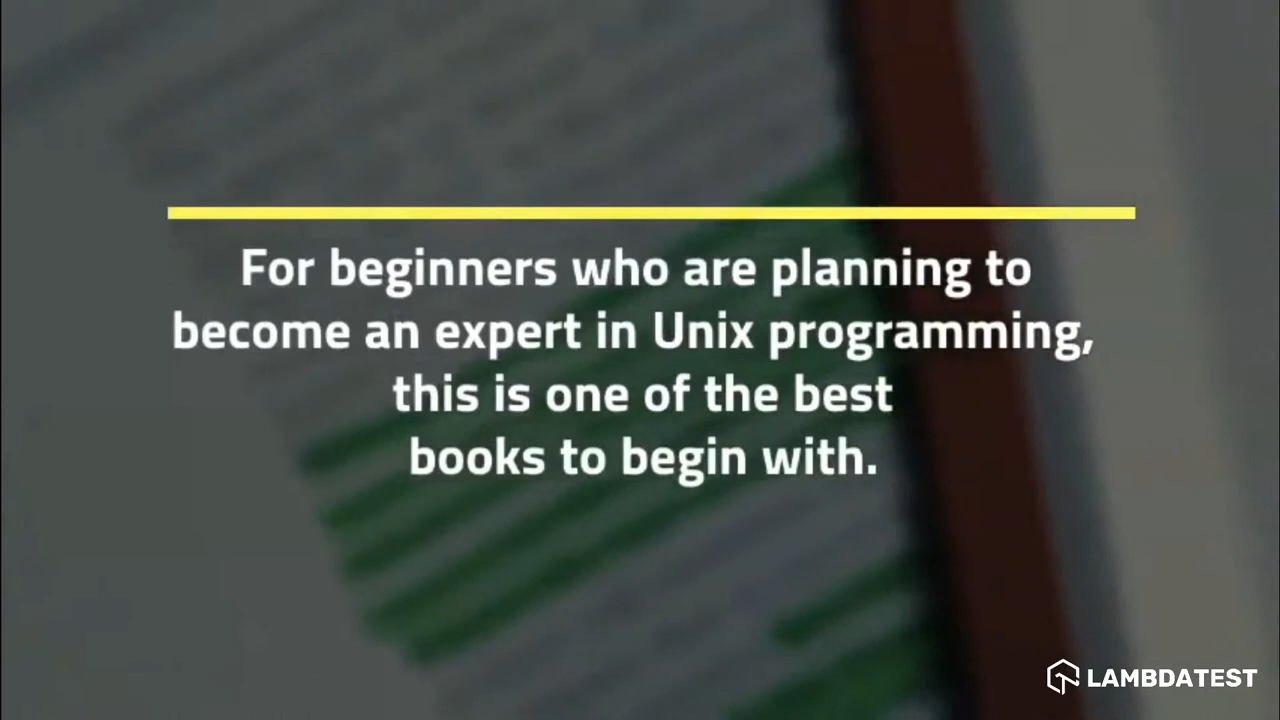 For beginners who are planning to
become an expert in Unix programming,
this is one of the best
books to begin with.
LAMBDATEST